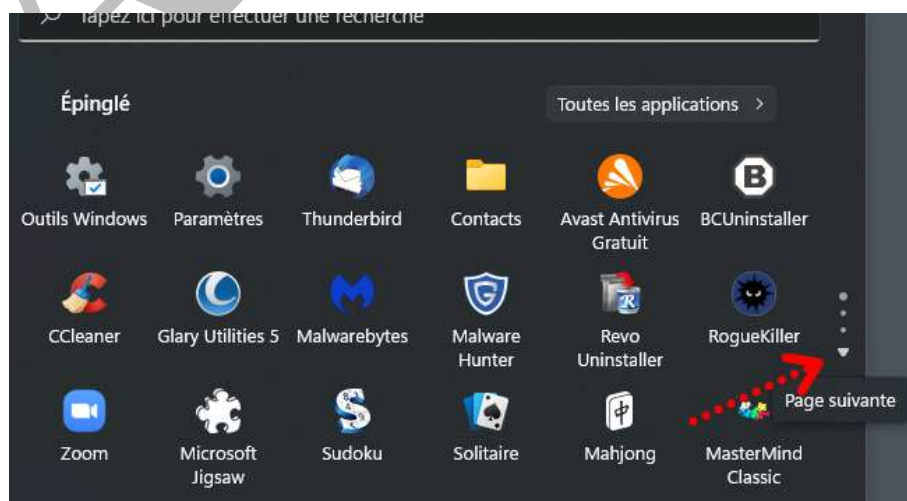 Tapez ici pour effectuer une recherche
Épinglé
Toutes les applications >
Outils Windows
Paramètres
Thunderbird
Contacts
Avast Antivirus
Gratuit
BCUninstaller
CCleaner
Glary Utilities 5
Malwarebytes
Malware
Hunter
Revo
Uninstaller
RogueKiller
Page suivante
Zoom
Microsoft
Jigsaw
Sudoku
Solitaire
Mahjong
MasterMind
Classic